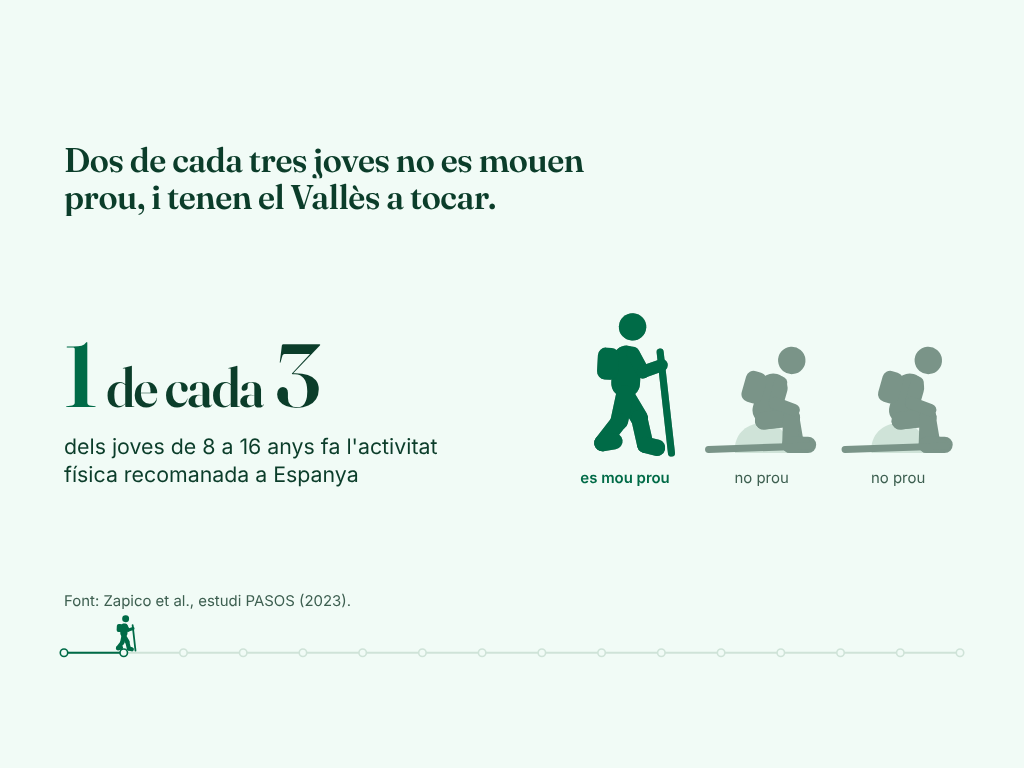 Dos de cada tres joves no es mouen
prou, i tenen el Vallès a tocar.
1 de cada 3
dels joves de 8 a 16 anys fa l'activitat
física recomanada a Espanya
es mou prou
no prou
no prou
Font: Zapico et al., estudi PASOS (2023).